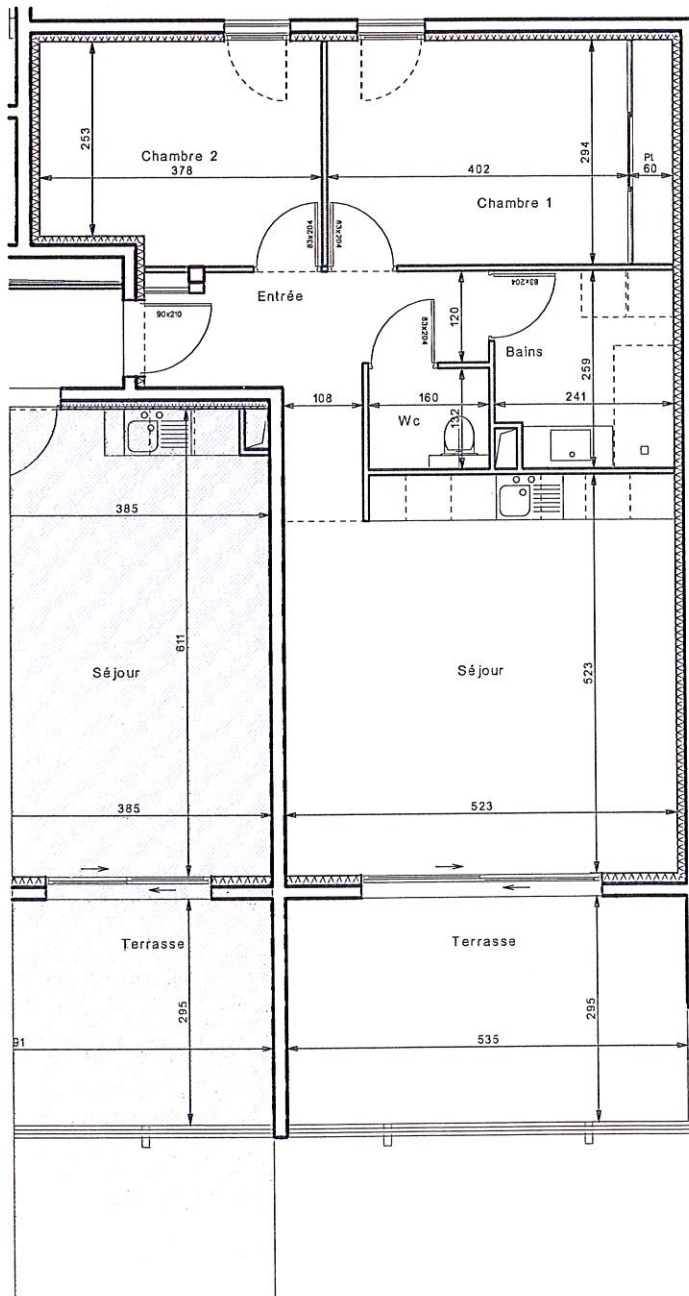 253
Chambre 2
378
402
294
Pl
60
Chambre 1
83x204
83x204
Entrée
90x210
83x204
120
83x204
Bains
259
241
108
160
Wc
132
385
611
Séjour
Séjour
523
385
523
Terrasse
Terrasse
295
295
91
535